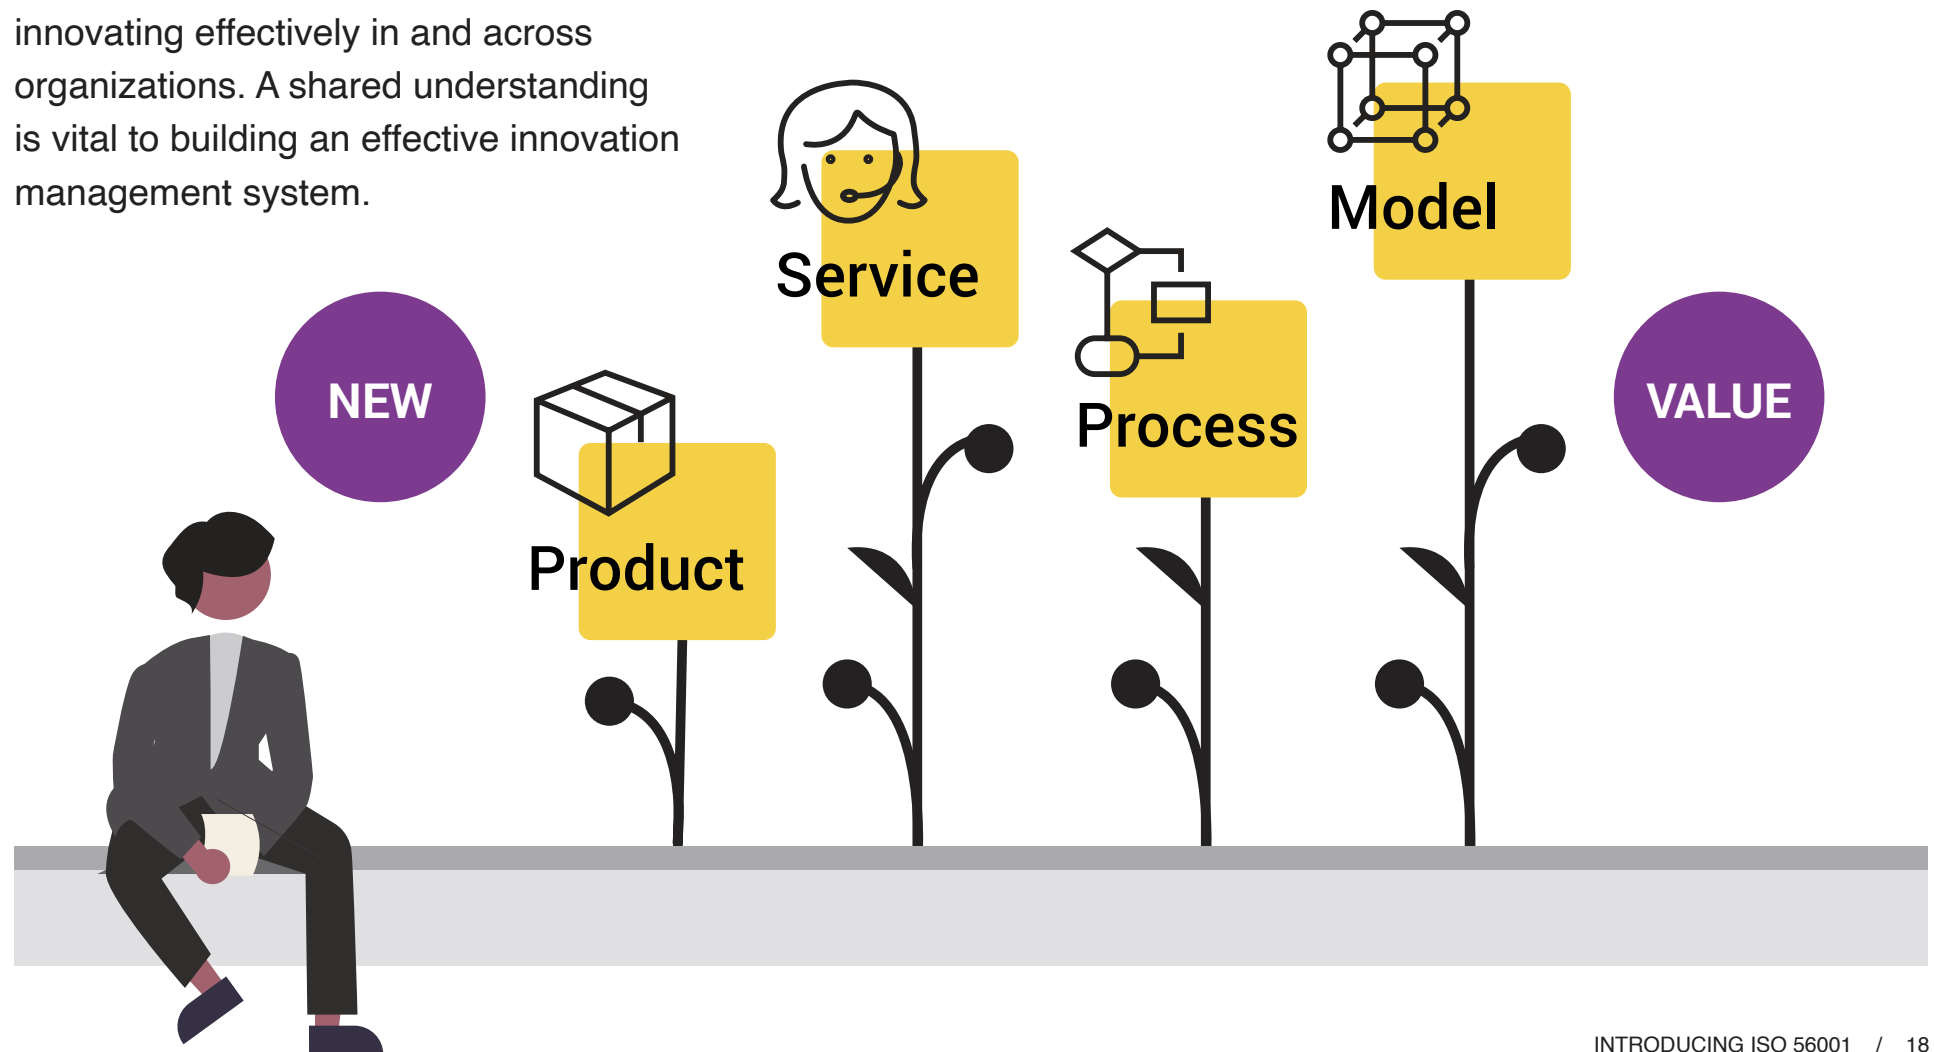 innovating effectively in and across
organizations. A shared understanding
is vital to building an effective innovation
management system.
Model
Service
NEW
Process
VALUE
Product
INTRODUCING ISO 56001 / 18